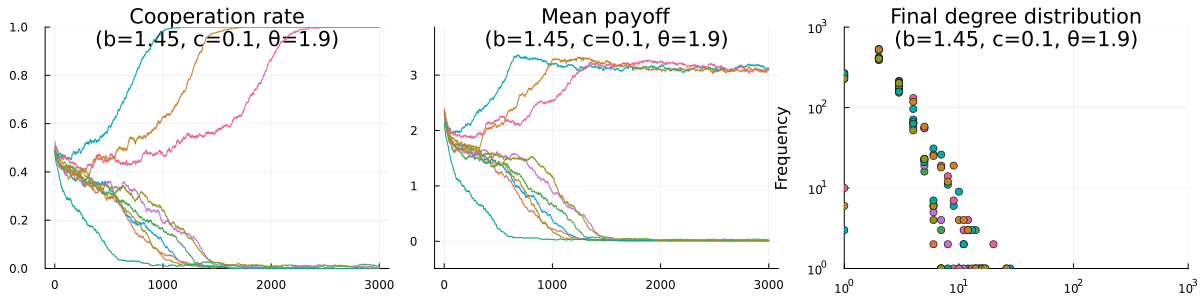 Cooperation rate
(b=1.45, c=0.1, θ=1.9)
1.0
0.8
0.6
0.4
0.2
0.0
0 1000 2000 3000
Mean payoff
(b=1.45, c=0.1, θ=1.9)
3
2
1
0
0 1000 2000 3000
Final degree distribution
(b=1.45, c=0.1, θ=1.9)
Frequency
10³
10²
10¹
10⁰
10⁰ 10¹ 10² 10³